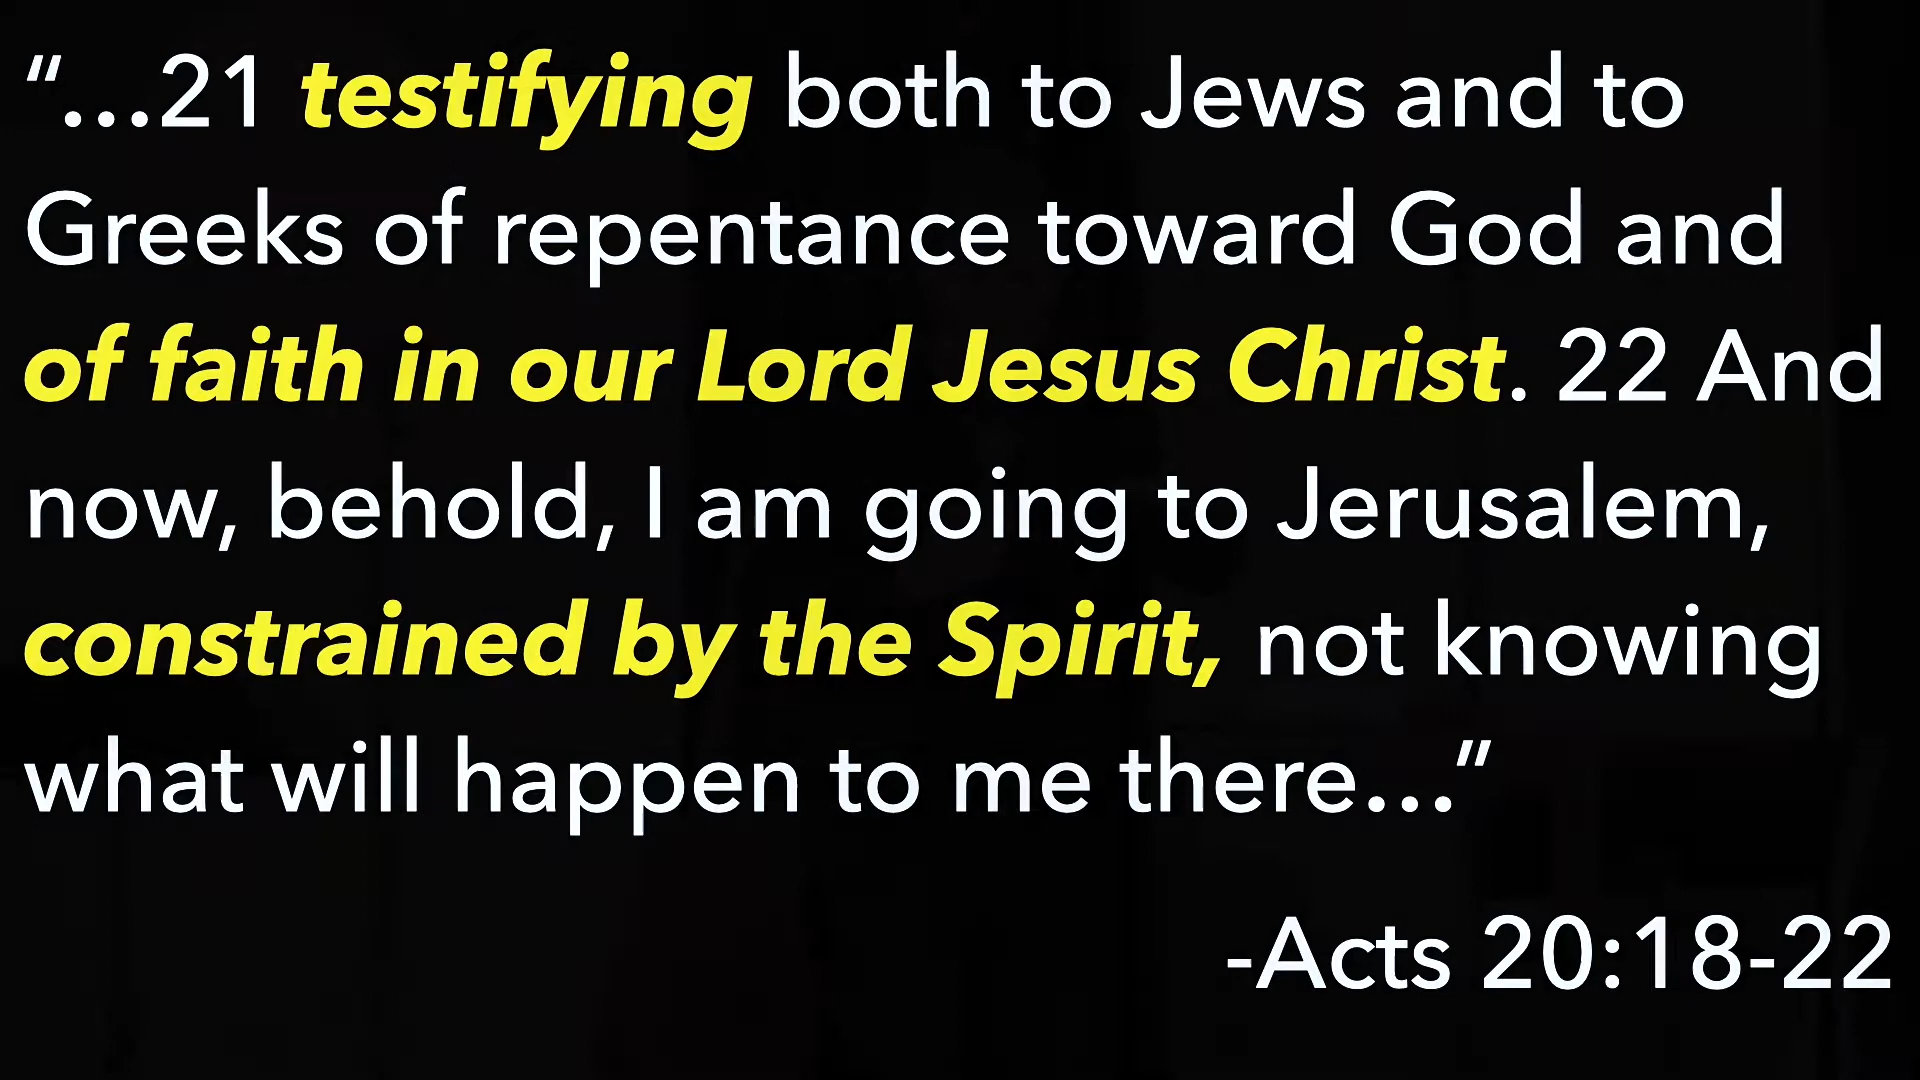 “…21 testifying both to Jews and to
Greeks of repentance toward God and
of faith in our Lord Jesus Christ. 22 And
now, behold, I am going to Jerusalem,
constrained by the Spirit, not knowing
what will happen to me there…”
-Acts 20:18-22